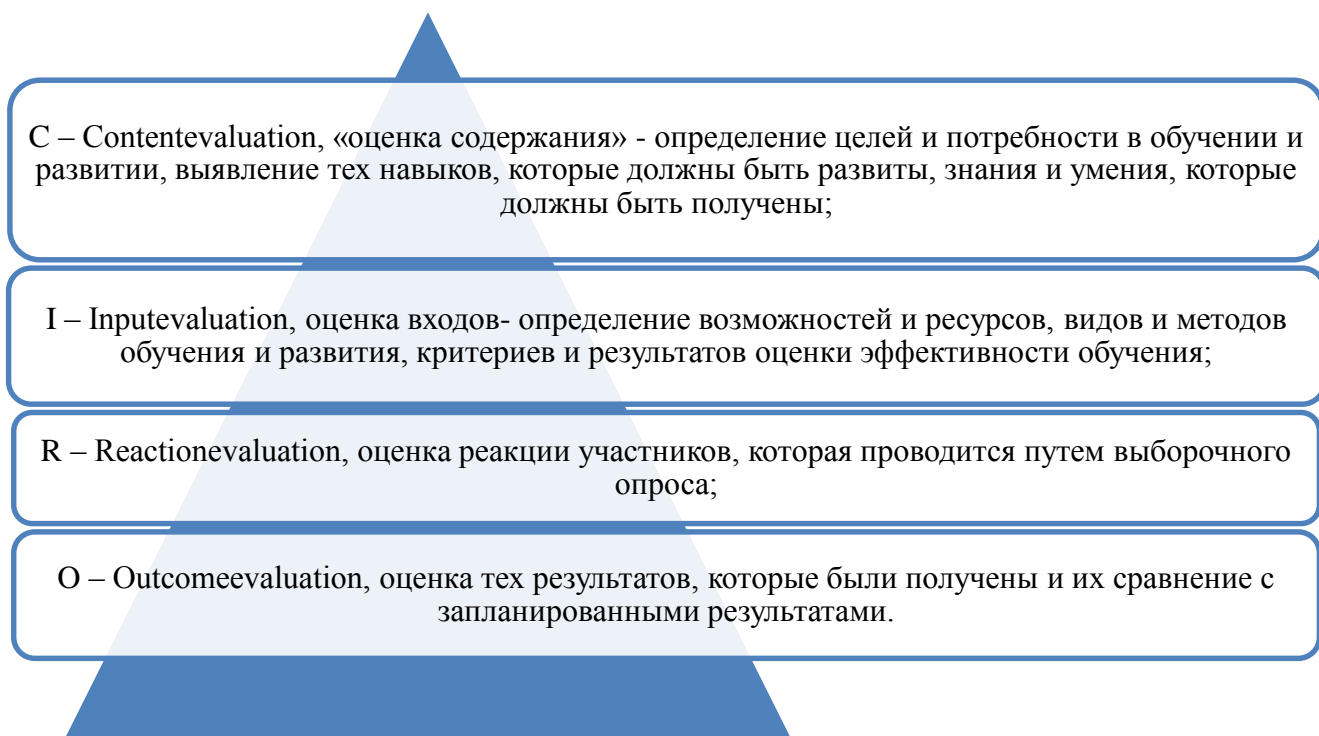 C – Contentevaluation, «оценка содержания» - определение целей и потребности в обучении и
развитии, выявление тех навыков, которые должны быть развиты, знания и умения, которые
должны быть получены;
I – Inputevaluation, оценка входов- определение возможностей и ресурсов, видов и методов
обучения и развития, критериев и результатов оценки эффективности обучения;
R – Reactionevaluation, оценка реакции участников, которая проводится путем выборочного
опроса;
O – Outcomeevaluation, оценка тех результатов, которые были получены и их сравнение с
запланированными результатами.